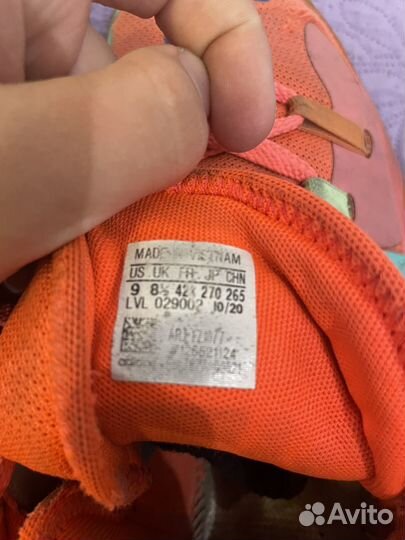 MADE IN VIETNAM
US UK FR JP CHN
9 8½ 42⅔ 270 265
LVL 029002 10/20
adidas
Avito